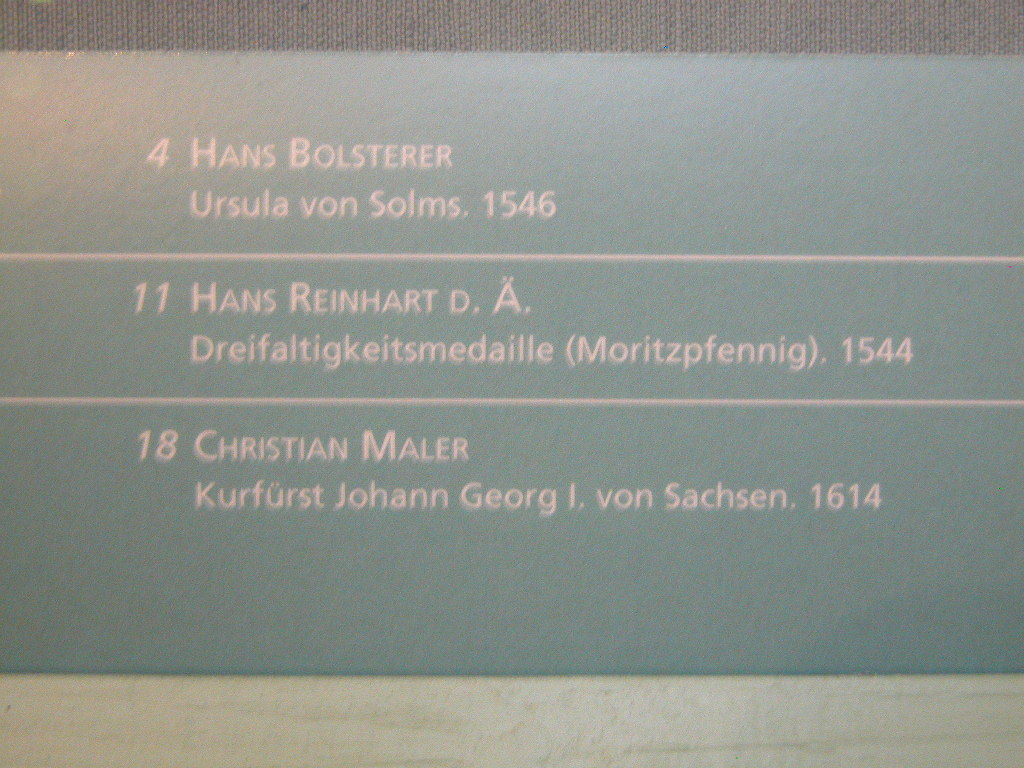 4 HANS BOLSTERER
Ursula von Solms. 1546
11 HANS REINHART D. Ä.
Dreifaltigkeitsmedaille (Moritzpfennig). 1544
18 CHRISTIAN MALER
Kurfürst Johann Georg I. von Sachsen. 1614